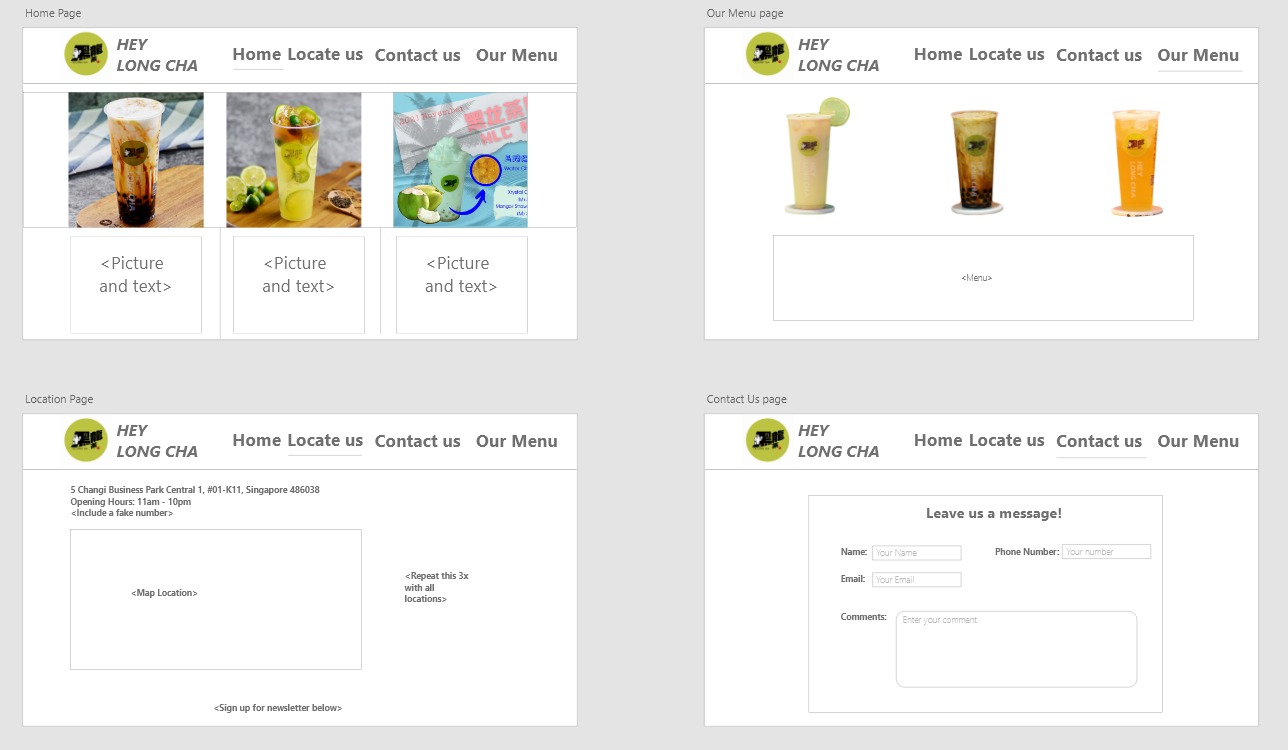 Home Page
HEY
LONG CHA
Home Locate us Contact us Our Menu
<Picture
and text>
<Picture
and text>
<Picture
and text>
Our Menu page
HEY
LONG CHA
Home Locate us Contact us Our Menu
HEY
LONG CHA
<Menu>
Location Page
HEY
LONG CHA
Home Locate us Contact us Our Menu
5 Changi Business Park Central 1, #01-K11, Singapore 486038
Opening Hours: 11am - 10pm
<Include a fake number>
<Map Location>
<Repeat this 3x
with all
locations>
<Sign up for newsletter below>
Contact Us page
HEY
LONG CHA
Home Locate us Contact us Our Menu
Leave us a message!
Name: Your Name
Phone Number: Your number
Email: Your Email
Comments: Enter your comment